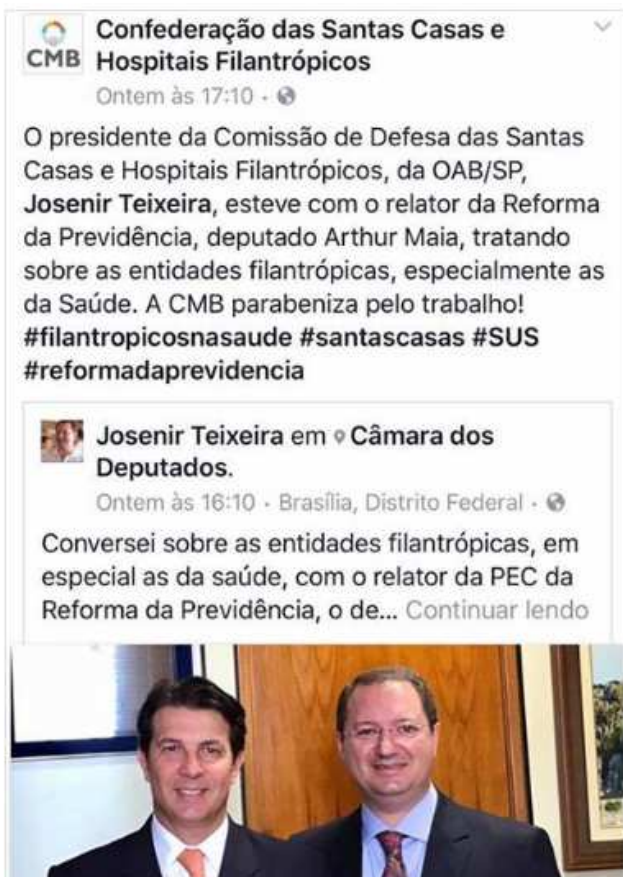 CMB
Confederação das Santas Casas e
Hospitais Filantrópicos
Ontem às 17:10 ·
O presidente da Comissão de Defesa das Santas
Casas e Hospitais Filantrópicos, da OAB/SP,
Josenir Teixeira, esteve com o relator da Reforma
da Previdência, deputado Arthur Maia, tratando
sobre as entidades filantrópicas, especialmente as
da Saúde. A CMB parabeniza pelo trabalho!
#filantropicosnasaude #santascasas #SUS
#reformadaprevidencia
Josenir Teixeira em Câmara dos
Deputados.
Ontem às 16:10 · Brasília, Distrito Federal ·
Conversei sobre as entidades filantrópicas, em
especial as da saúde, com o relator da PEC da
Reforma da Previdência, o de... Continuar lendo